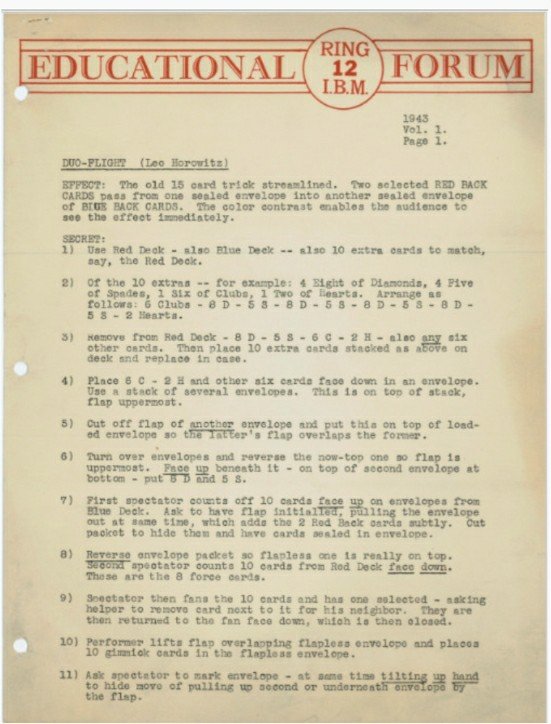 EDUCATIONAL RING 12 I.B.M. FORUM
1943
Vol. 1.
Page 1.
DUO-FLIGHT (Leo Horowitz)
EFFECT: The old 15 card trick streamlined. Two selected RED BACK
CARDS pass from one sealed envelope into another sealed envelope
of BLUE BACK CARDS. The color contrast enables the audience to
see the effect immediately.
SECRET:
1) Use Red Deck - also Blue Deck -- also 10 extra cards to match,
say, the Red Deck.
2) Of the 10 extras -- for example: 4 Eight of Diamonds, 4 Five
of Spades, 1 Six of Clubs, 1 Two of Hearts. Arrange as
follows: 6 Clubs - 8 D - 5 S - 8 D - 5 S - 8 D - 5 S - 8 D -
5 S - 2 Hearts.
3) Remove from Red Deck - 8 D - 5 S - 6 C - 2 H - also any six
other cards. Then place 10 extra cards stacked as above on
deck and replace in case.
4) Place 6 C - 2 H and other six cards face down in an envelope.
Use a stack of several envelopes. This is on top of stack,
flap uppermost.
5) Cut off flap of another envelope and put this on top of load-
ed envelope so the latter's flap overlaps the former.
6) Turn over envelopes and reverse the now-top one so flap is
uppermost. Face up beneath it - on top of second envelope at
bottom - put 8 D and 5 S.
7) First spectator counts off 10 cards face up on envelopes from
Blue Deck. Ask to have flap initialled, pulling the envelope
out at same time, which adds the 2 Red Back cards subtly. Cut
packet to hide them and have cards sealed in envelope.
8) Reverse envelope packet so flapless one is really on top.
Second spectator counts 10 cards from Red Deck face down.
These are the 8 force cards.
9) Spectator then fans the 10 cards and has one selected - asking
helper to remove card next to it for his neighbor. They are
then returned to the fan face down, which is then closed.
10) Performer lifts flap overlapping flapless envelope and places
10 gimmick cards in the flapless envelope.
11) Ask spectator to mark envelope - at same time tilting up hand
to hide move of pulling up second or underneath envelope by
the flap.